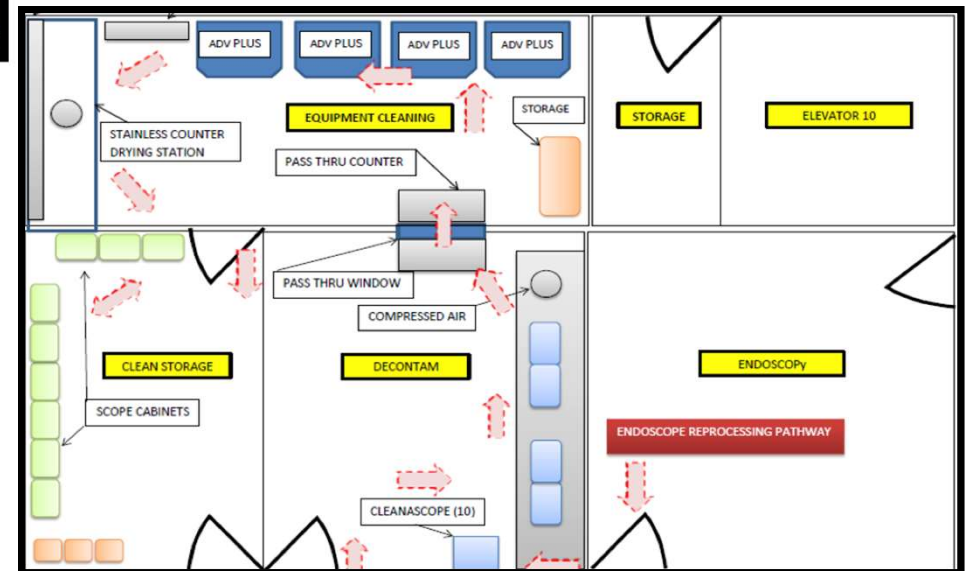 ADV PLUS
ADV PLUS
ADV PLUS
ADV PLUS
STORAGE
EQUIPMENT CLEANING
STORAGE
ELEVATOR 10
STAINLESS COUNTER
DRYING STATION
PASS THRU COUNTER
PASS THRU WINDOW
COMPRESSED AIR
CLEAN STORAGE
DECONTAM
ENDOSCOPy
SCOPE CABINETS
ENDOSCOPE REPROCESSING PATHWAY
CLEANASCOPE (10)